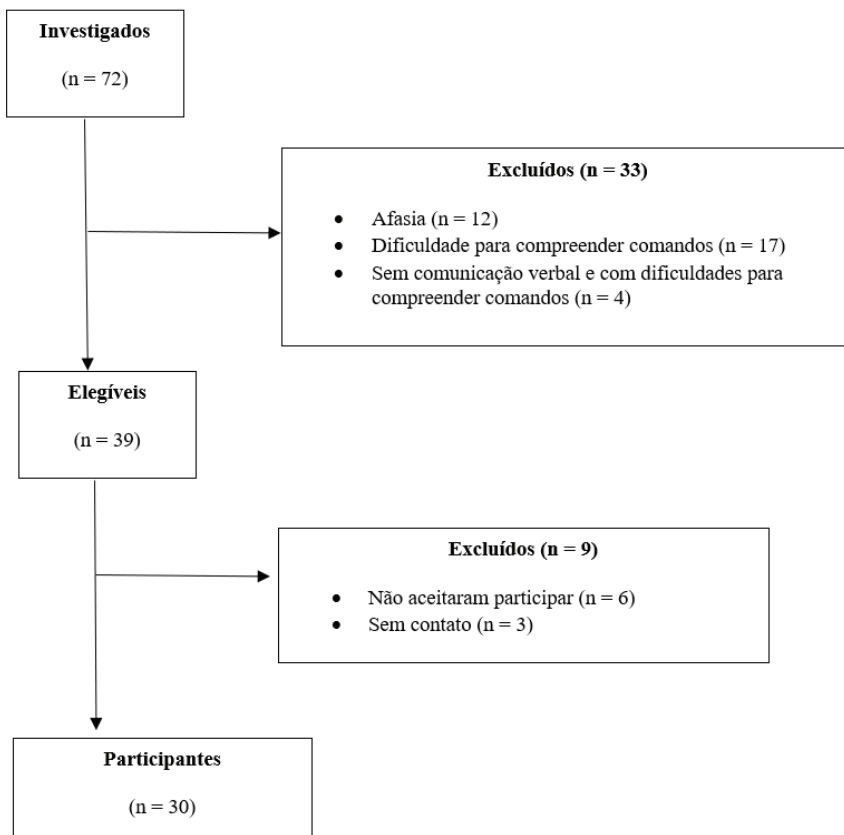 Investigados
(n = 72)
Excluídos (n = 33)
• Afasia (n = 12)
• Dificuldade para compreender comandos (n = 17)
• Sem comunicação verbal e com dificuldades para
compreender comandos (n = 4)
Elegíveis
(n = 39)
Excluídos (n = 9)
• Não aceitaram participar (n = 6)
• Sem contato (n = 3)
Participantes
(n = 30)